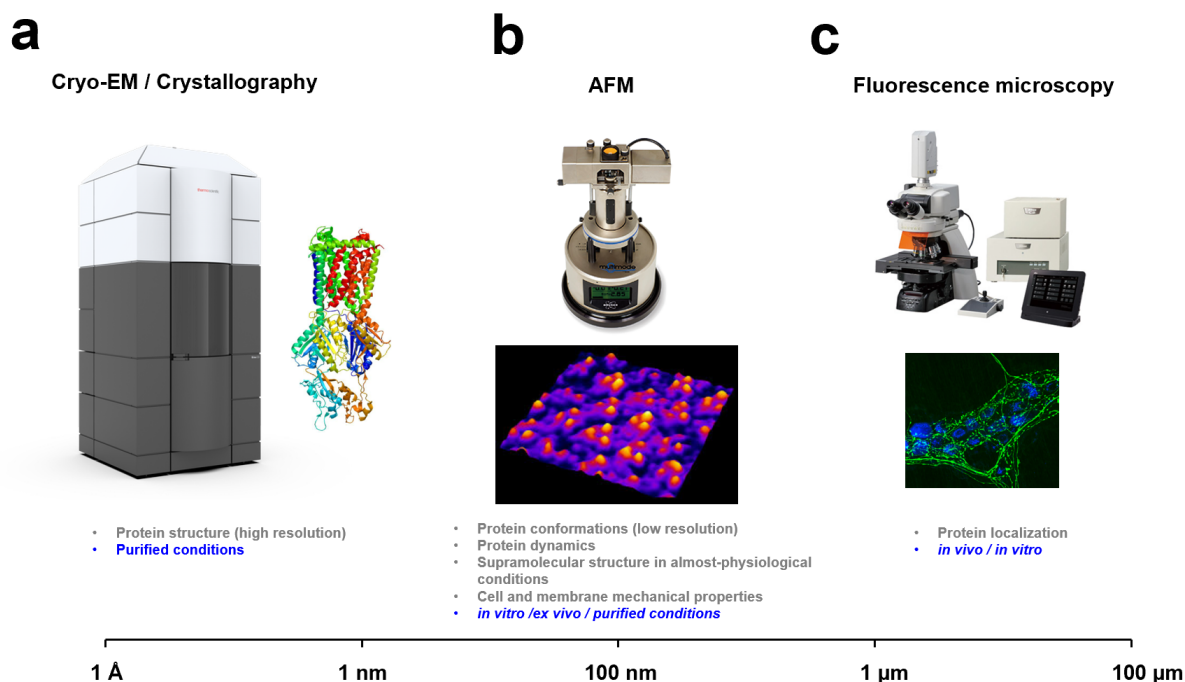 a
Cryo-EM / Crystallography
• Protein structure (high resolution)
• Purified conditions
b
AFM
multimode
• Protein conformations (low resolution)
• Protein dynamics
• Supramolecular structure in almost-physiological
conditions
• Cell and membrane mechanical properties
• in vitro /ex vivo / purified conditions
c
Fluorescence microscopy
• Protein localization
• in vivo / in vitro
1 Å 1 nm 100 nm 1 µm 100 µm